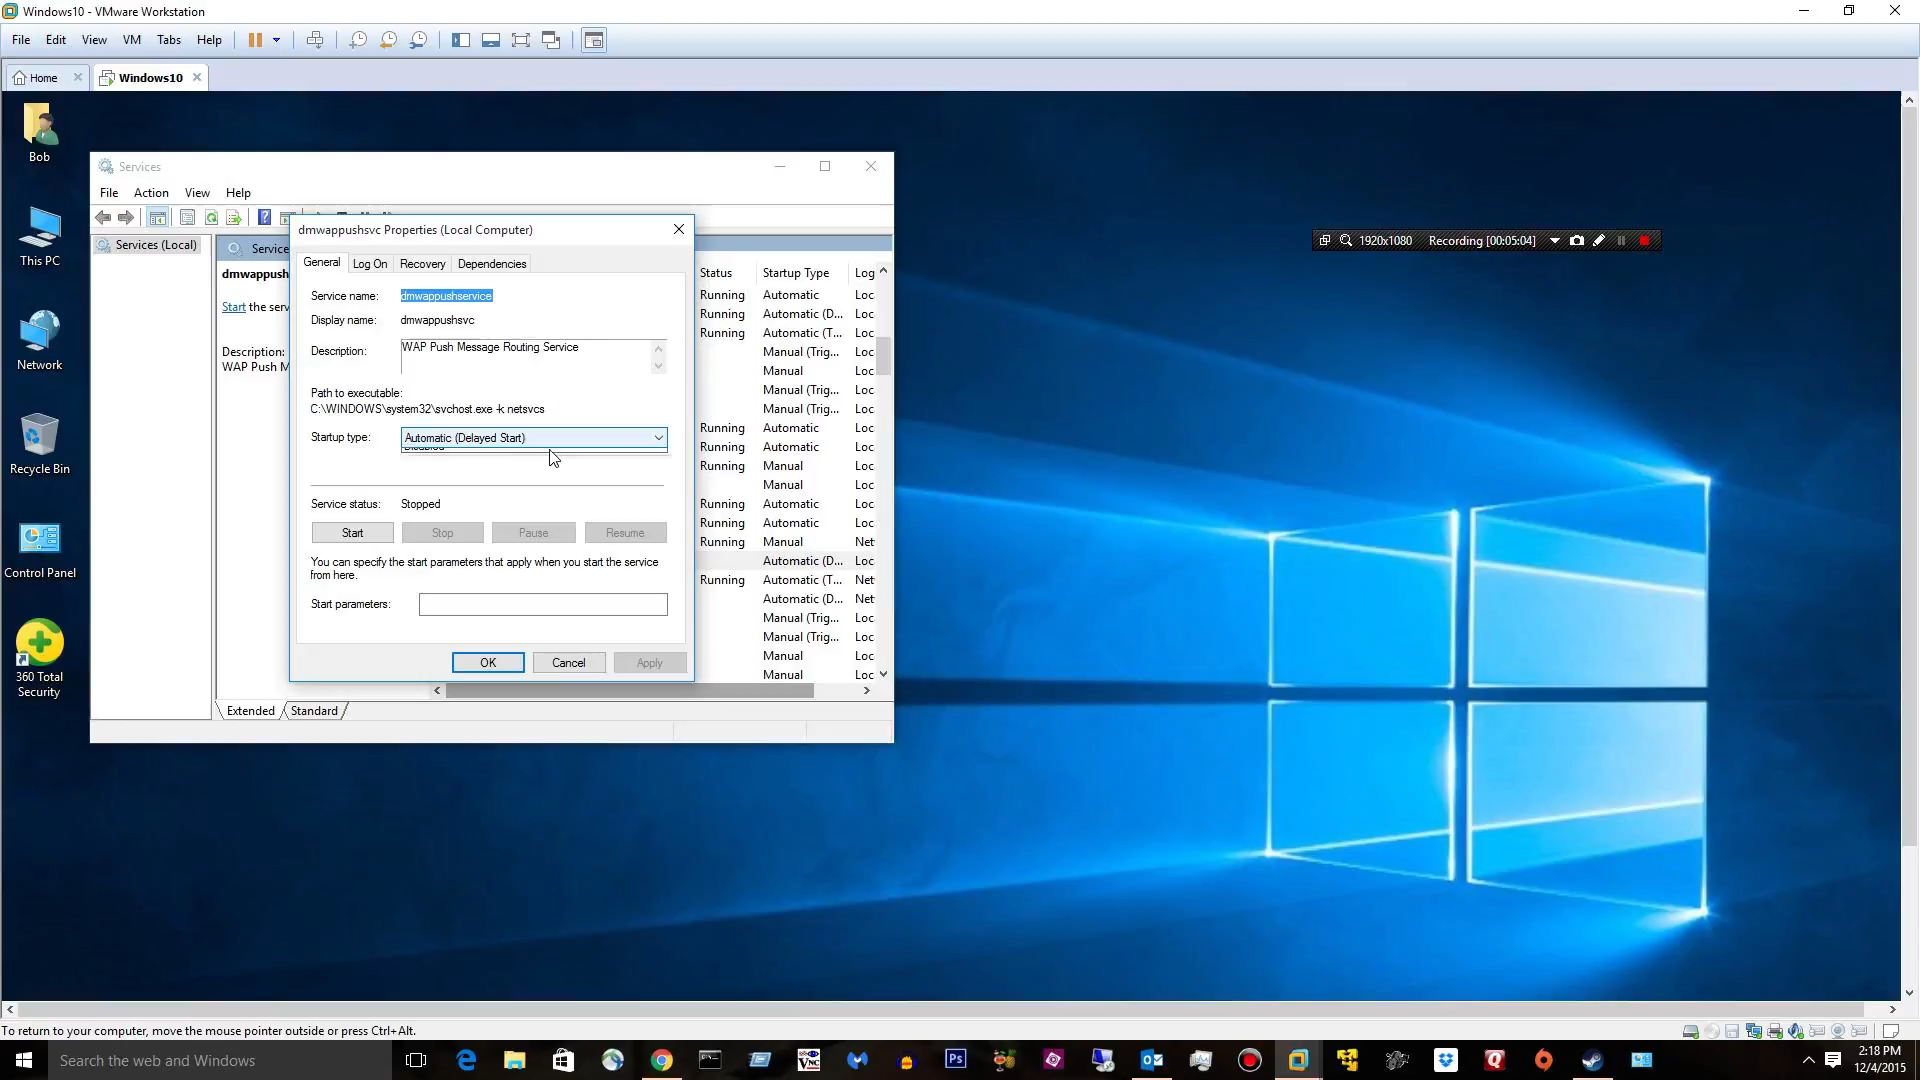 Windows10 - VMware Workstation
File Edit View VM Tabs Help
Home
Windows10
Bob
This PC
Network
Recycle Bin
Control Panel
360 Total
Security
Services
File Action View Help
Services (Local)
dmwappush
Start the serv
Description:
WAP Push M
dmwappushsvc Properties (Local Computer)
General Log On Recovery Dependencies
Service name: dmwappushservice
Display name: dmwappushsvc
Description: WAP Push Message Routing Service
Path to executable:
C:\WINDOWS\system32\svchost.exe -k netsvcs
Startup type: Automatic (Delayed Start)
Disabled
Service status: Stopped
Start Stop Pause Resume
You can specify the start parameters that apply when you start the service
from here.
Start parameters:
OK Cancel Apply
Status Startup Type Log
Running Automatic Loc
Running Automatic (D... Loc
Running Automatic (T... Loc
Manual (Trig... Loc
Manual Loc
Manual (Trig... Loc
Manual (Trig... Loc
Running Automatic Loc
Running Automatic Loc
Running Manual Loc
Manual Loc
Running Automatic Loc
Running Automatic Loc
Running Manual Net
Automatic (D... Loc
Running Automatic (T... Net
Automatic (D... Net
Manual (Trig... Loc
Manual (Trig... Loc
Manual Loc
Manual Loc
Extended Standard
1920x1080 Recording [00:05:04]
To return to your computer, move the mouse pointer outside or press Ctrl+Alt.
Search the web and Windows
Ps
2:18 PM
12/4/2015